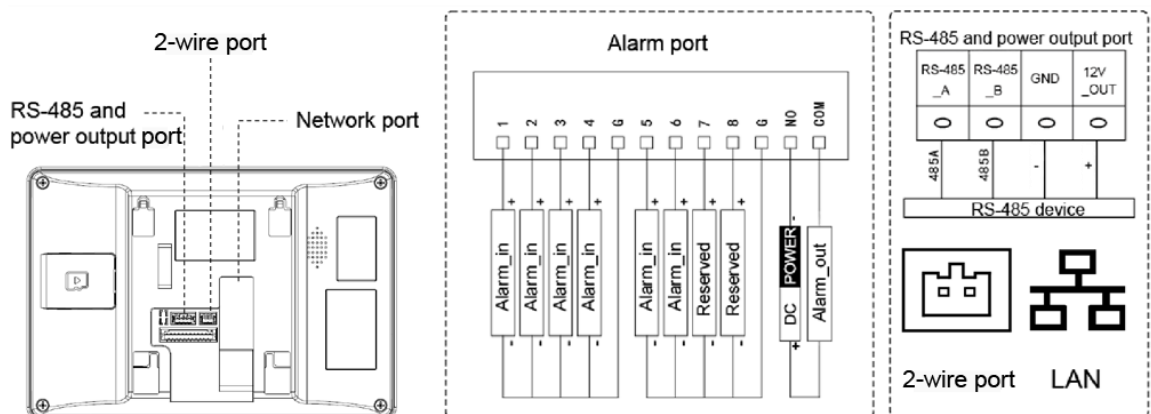 2-wire port
RS-485 and
power output port
Network port
Alarm port
1 2 3 4 G 5 6 7 8 G NO COM
+ + + + + + + + -
Alarm_in Alarm_in Alarm_in Alarm_in Alarm_in Alarm_in Reserved Reserved DC POWER Alarm_out
- - - - - - - - +
RS-485 and power output port
RS-485
_A
RS-485
_B
GND
12V
_OUT
485A 485B - +
RS-485 device
2-wire port
LAN